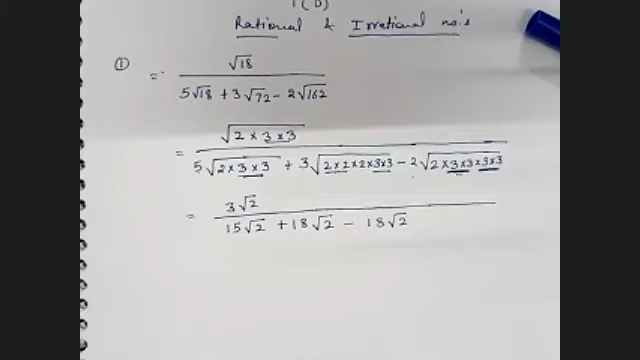 1(D)
Rational & Irrational no.'s
① = √18 / (5√18 + 3√72 - 2√162)
= √(2 × 3 × 3) / (5√(2 × 3 × 3) + 3√(2 × 2 × 2 × 3 × 3) - 2√(2 × 3 × 3 × 3 × 3))
= 3√2 / (15√2 + 18√2 - 18√2)